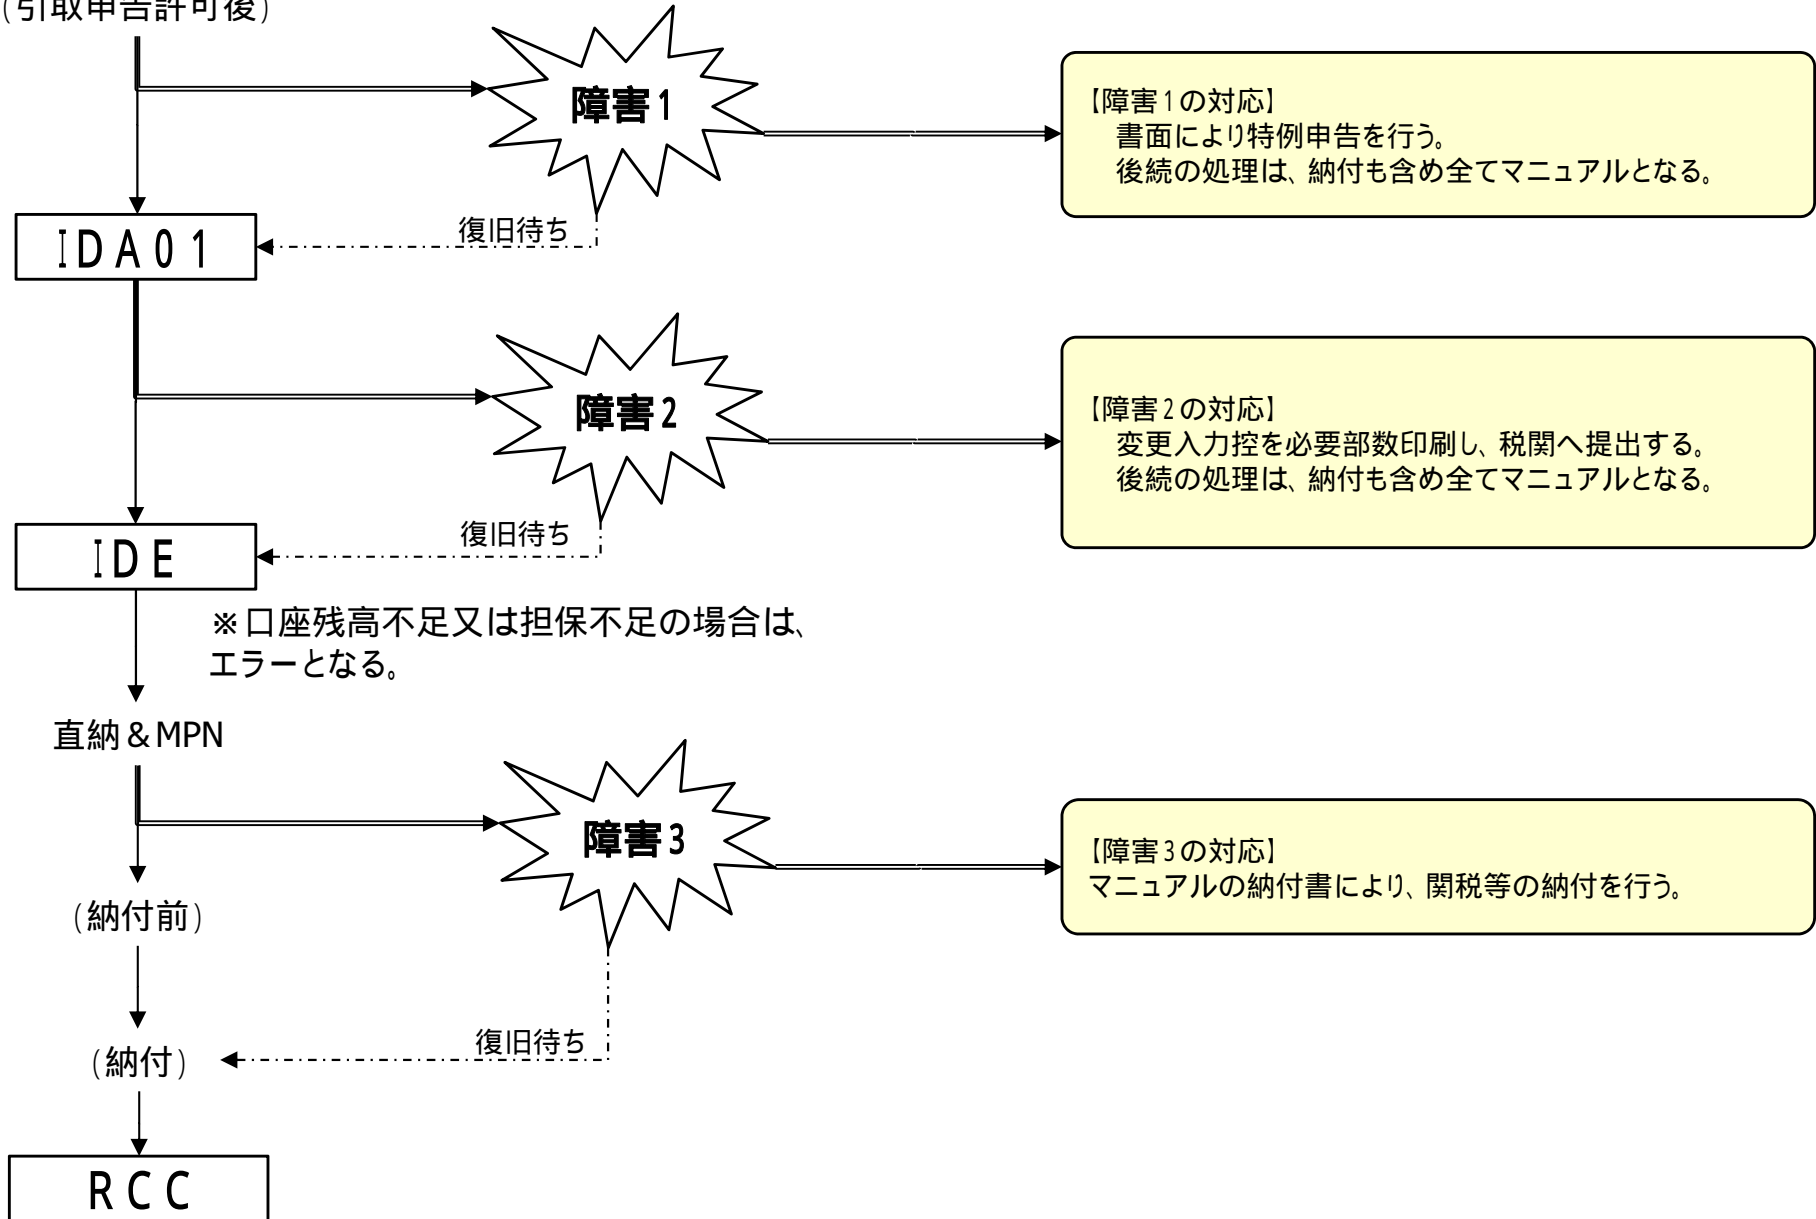 (引取申告許可後)
障害1
【障害1の対応】
書面により特例申告を行う。
後続の処理は、納付も含め全てマニュアルとなる。
復旧待ち
IDA01
障害2
【障害2の対応】
変更入力控を必要部数印刷し、税関へ提出する。
後続の処理は、納付も含め全てマニュアルとなる。
復旧待ち
IDE
※口座残高不足又は担保不足の場合は、
エラーとなる。
直納&MPN
障害3
【障害3の対応】
マニュアルの納付書により、関税等の納付を行う。
(納付前)
復旧待ち
(納付)
RCC